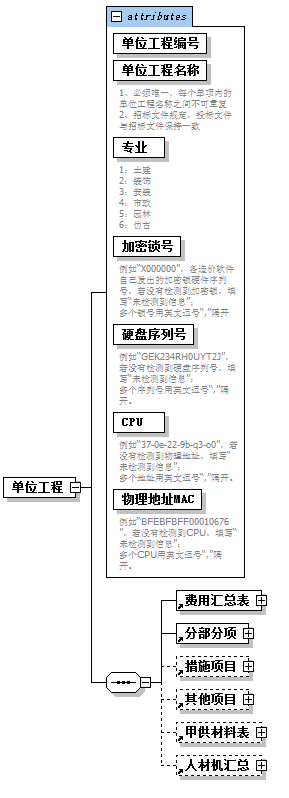 attributes
单位工程编号
单位工程名称
1、必须唯一，每个单项内的
单位工程名称之间不可重复
2、招标文件规定，投标文件
与招标文件保持一致
专业
1：土建
2：装饰
3：安装
4：市政
5：园林
6：仿古
加密锁号
例如"X000000"，各造价软件
自己发出的加密锁硬件序列
号，若没有检测到加密锁，填
写"未检测到信息"；
多个锁号用英文逗号","隔开
硬盘序列号
例如"GEK234RH0UYT2J"，
若没有检测到硬盘序列号，填
写"未检测到信息"；
多个序列号用英文逗号","隔
开。
CPU
例如"37-0e-22-9b-q3-o0"，若
没有检测到物理地址，填写"
未检测到信息"；
多个地址用英文逗号","隔开。
物理地址MAC
例如"BFEBFBFF00010676
"，若没有检测到CPU，填写"
未检测到信息"；
多个CPU用英文逗号","隔
开。
单位工程
费用汇总表
分部分项
措施项目
其他项目
甲供材料表
人材机汇总